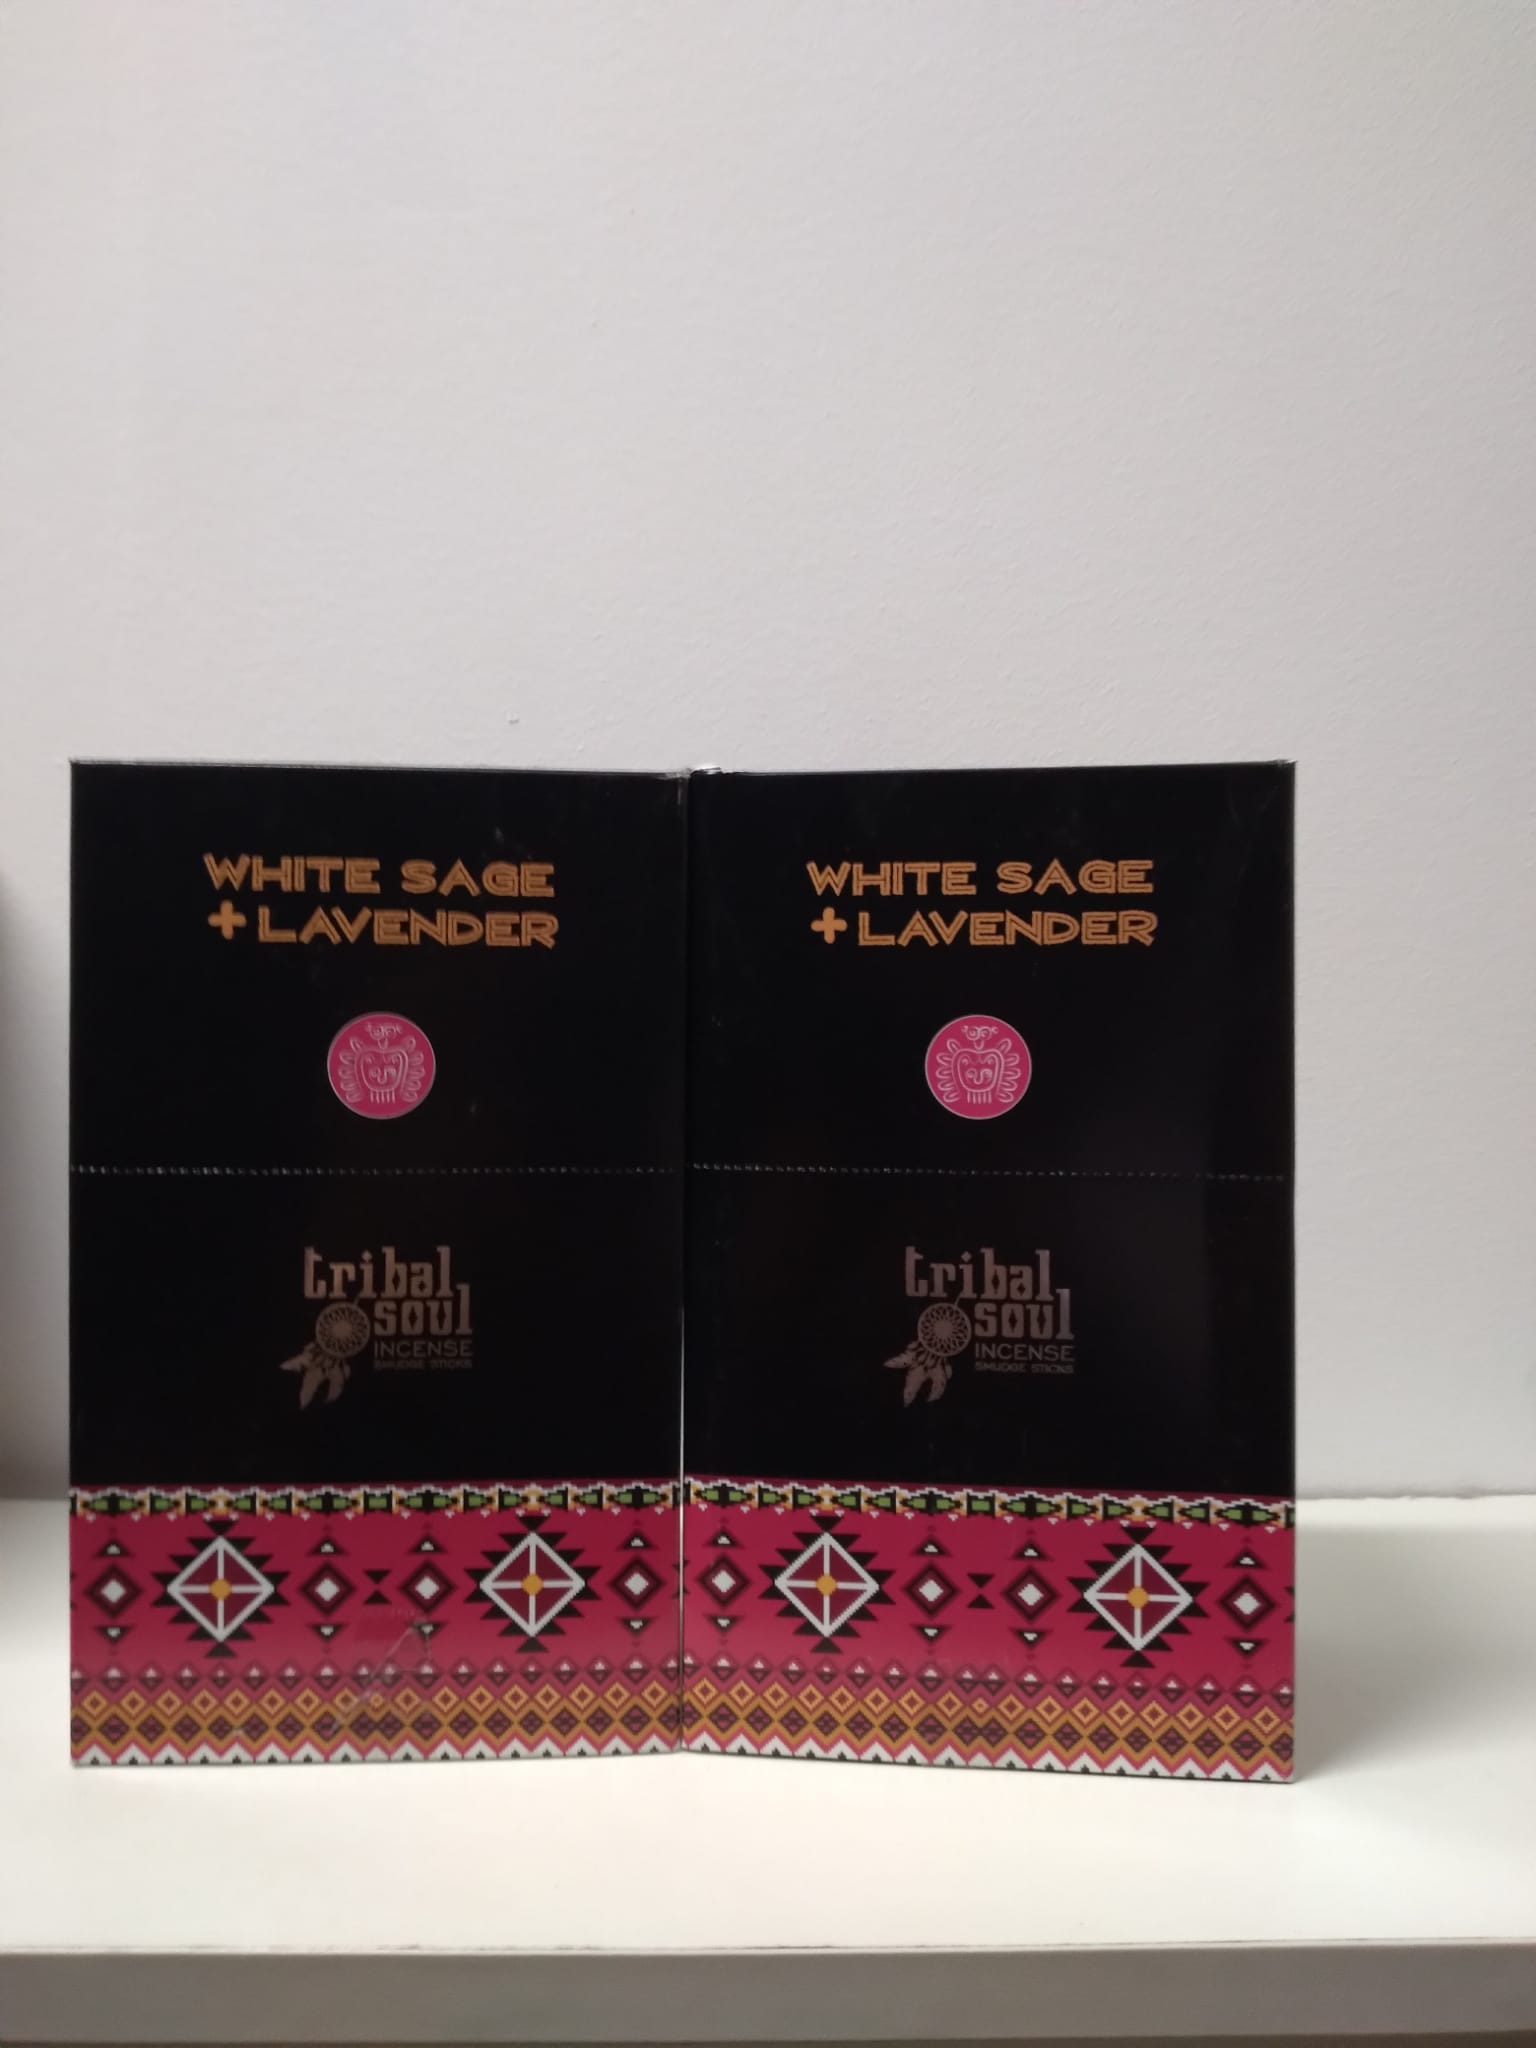 WHITE SAGE
+ LAVENDER
tribal
soul
INCENSE
SMUDGE STICKS
WHITE SAGE
+ LAVENDER
tribal
soul
INCENSE
SMUDGE STICKS